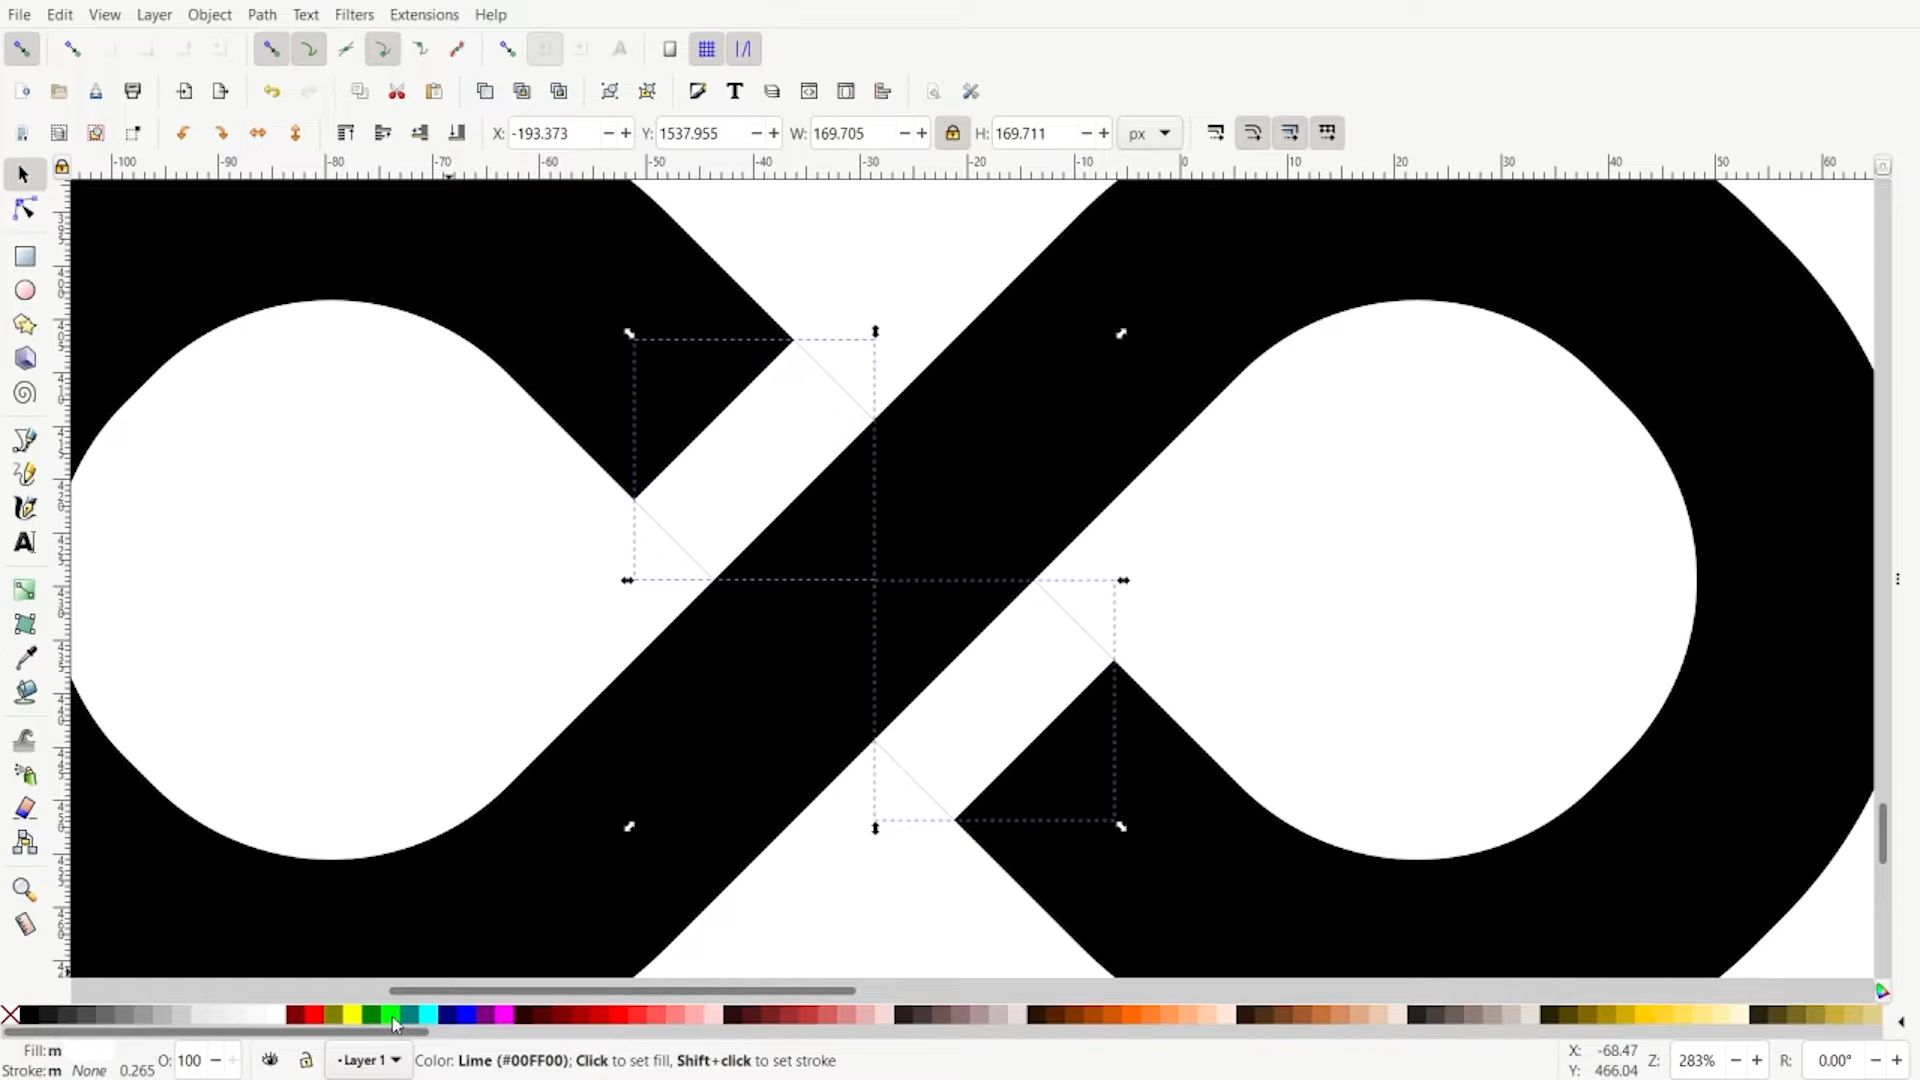 File Edit View Layer Object Path Text Filters Extensions Help
X: -193.373 Y: 1537.955 W: 169.705 H: 169.711 px
-100 -90 -80 -70 -60 -50 -40 -30 -20 -10 0 10 20 30 40 50 60
Fill: m O: 100 -Layer 1 Color: Lime (#00FF00); Click to set fill, Shift+click to set stroke X: -68.47 Z: 283% R: 0.00°
Stroke: m None 0.265 Y: 466.04